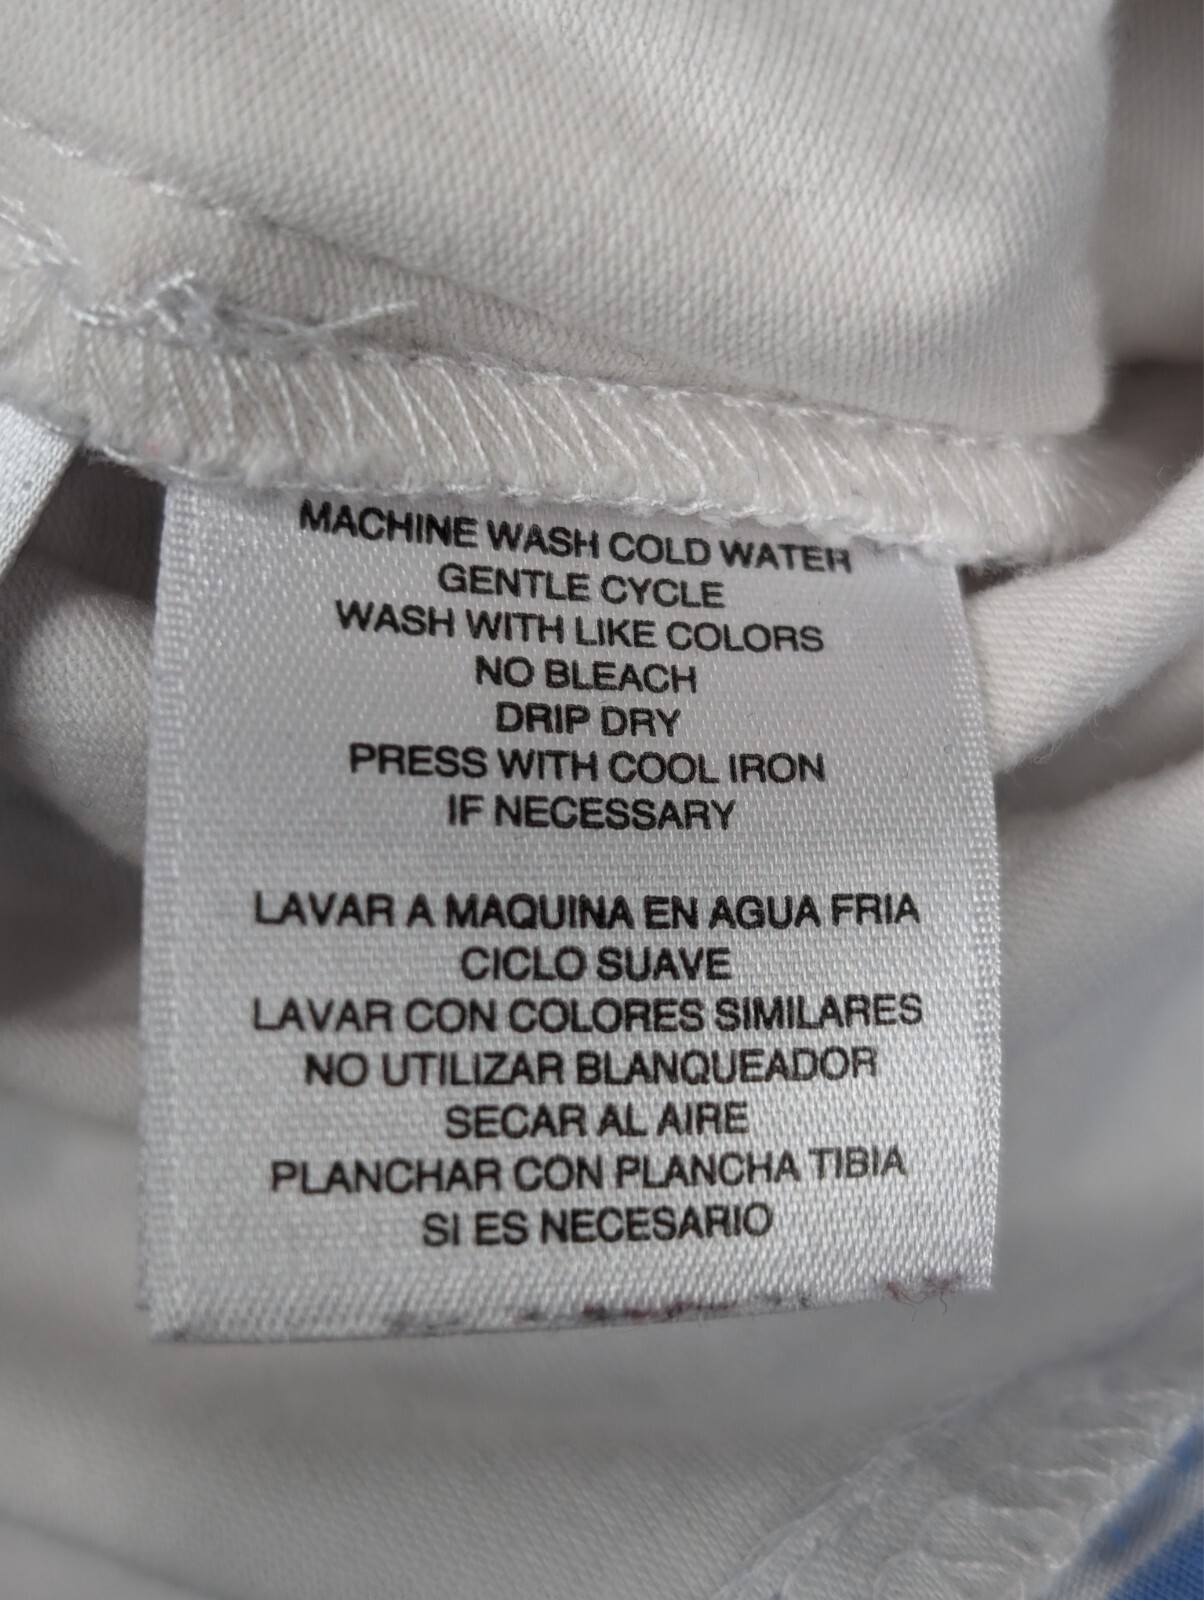 MACHINE WASH COLD WATER
GENTLE CYCLE
WASH WITH LIKE COLORS
NO BLEACH
DRIP DRY
PRESS WITH COOL IRON
IF NECESSARY
LAVAR A MAQUINA EN AGUA FRIA
CICLO SUAVE
LAVAR CON COLORES SIMILARES
NO UTILIZAR BLANQUEADOR
SECAR AL AIRE
PLANCHAR CON PLANCHA TIBIA
SI ES NECESARIO